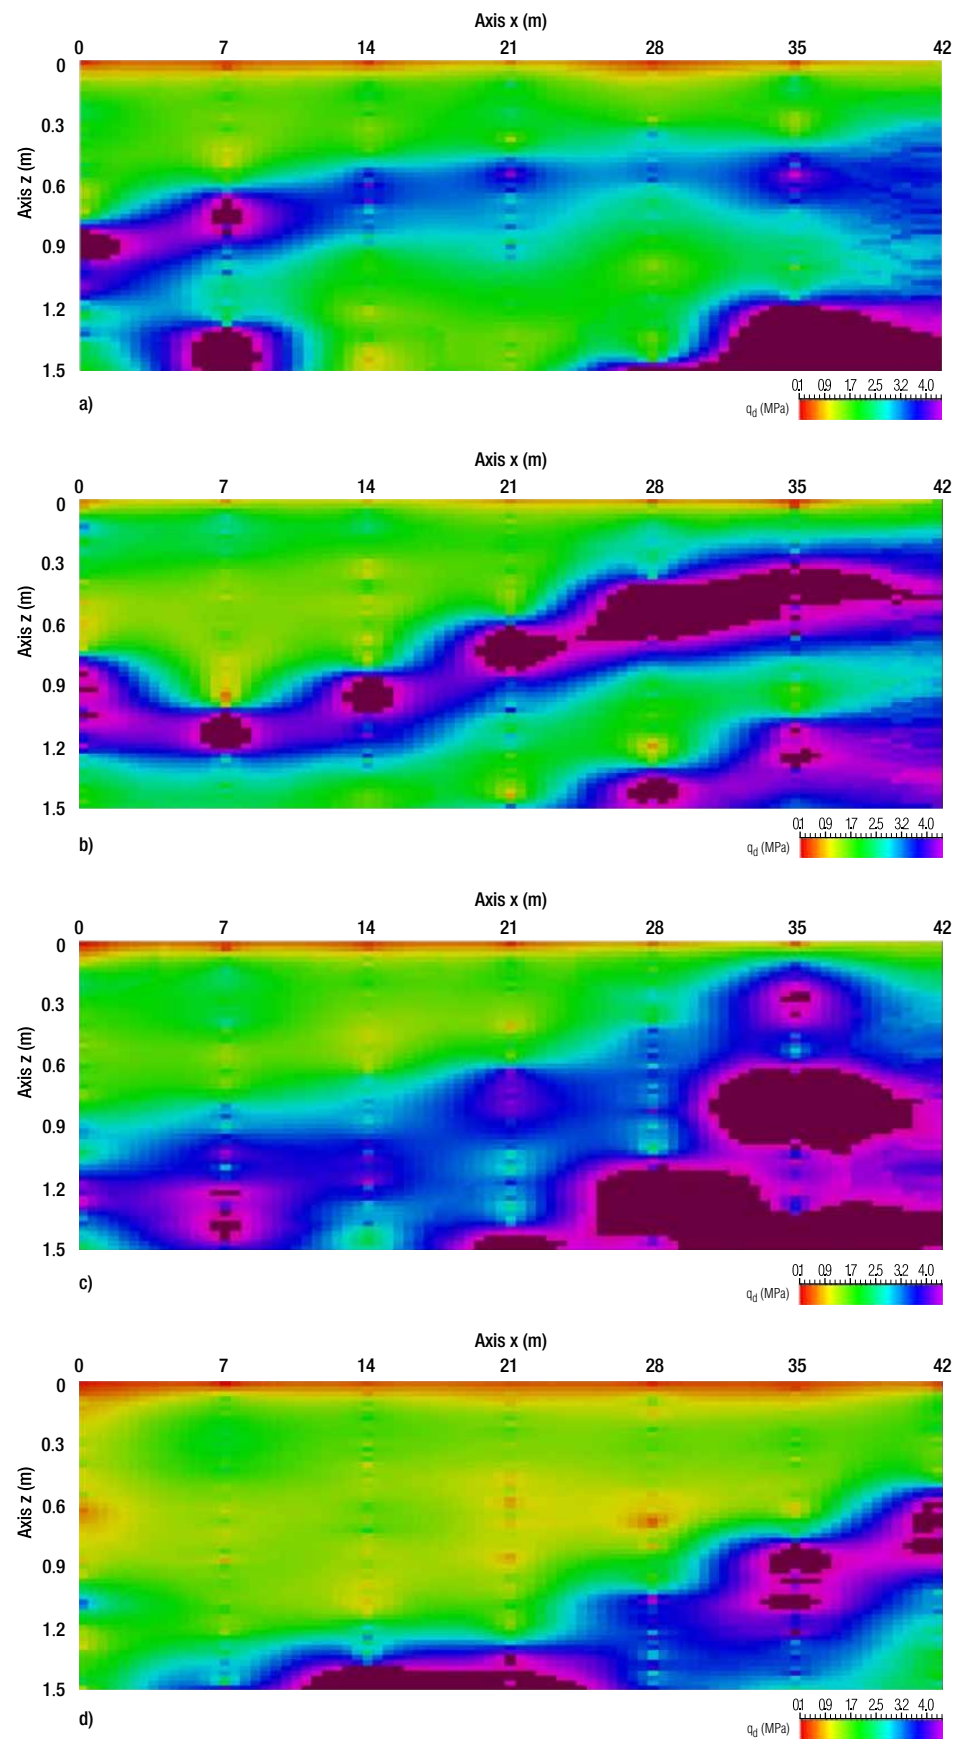 Axis x (m)
0 7 14 21 28 35 42
Axis z (m)
0
0.3
0.6
0.9
1.2
1.5
a)
qd (MPa)
0.1 0.9 1.7 2.5 3.2 4.0
Axis x (m)
0 7 14 21 28 35 42
Axis z (m)
0
0.3
0.6
0.9
1.2
1.5
b)
qd (MPa)
0.1 0.9 1.7 2.5 3.2 4.0
Axis x (m)
0 7 14 21 28 35 42
Axis z (m)
0
0.3
0.6
0.9
1.2
1.5
c)
qd (MPa)
0.1 0.9 1.7 2.5 3.2 4.0
Axis x (m)
0 7 14 21 28 35 42
Axis z (m)
0
0.3
0.6
0.9
1.2
1.5
d)
qd (MPa)
0.1 0.9 1.7 2.5 3.2 4.0